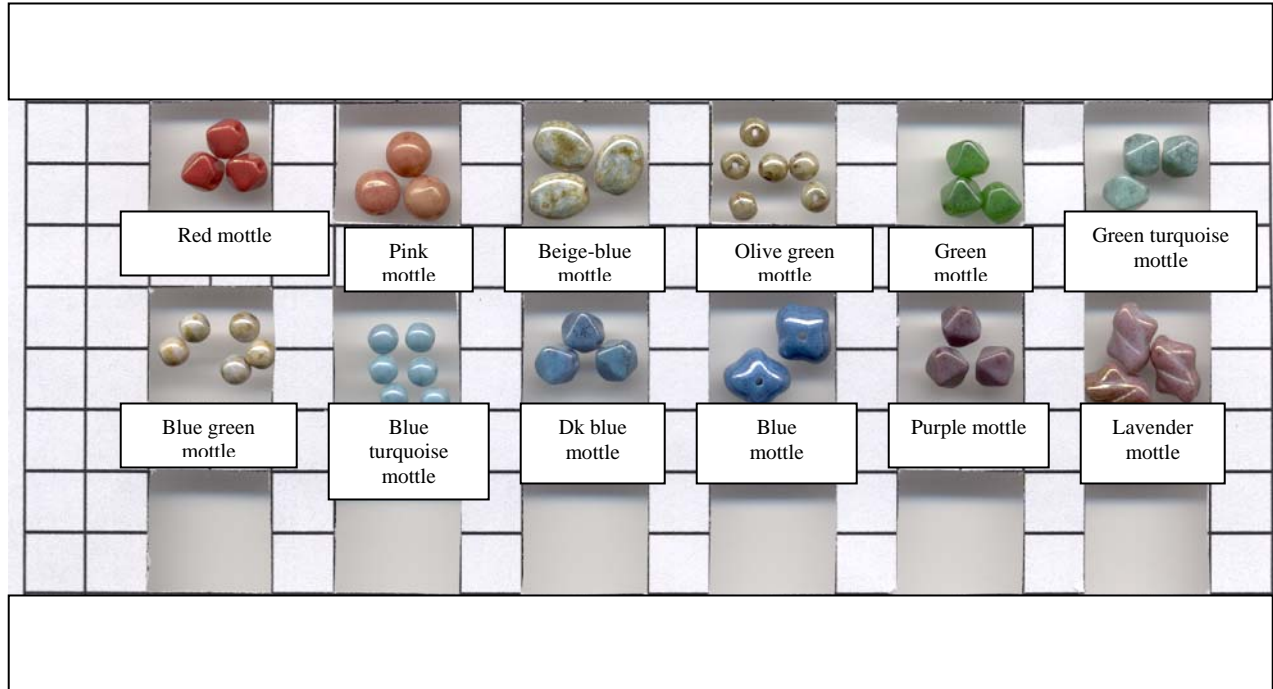 Red mottle
Pink
mottle
Beige-blue
mottle
Olive green
mottle
Green
mottle
Green turquoise
mottle
Blue green
mottle
Blue
turquoise
mottle
Dk blue
mottle
Blue
mottle
Purple mottle
Lavender
mottle